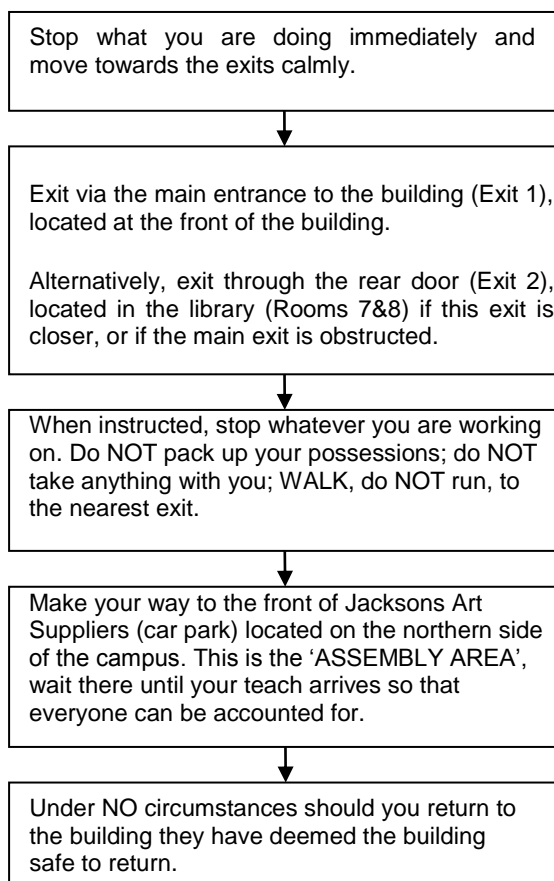 Stop what you are doing immediately and
move towards the exits calmly.
Exit via the main entrance to the building (Exit 1),
located at the front of the building.
Alternatively, exit through the rear door (Exit 2),
located in the library (Rooms 7&8) if this exit is
closer, or if the main exit is obstructed.
When instructed, stop whatever you are working
on. Do NOT pack up your possessions; do NOT
take anything with you; WALK, do NOT run, to
the nearest exit.
Make your way to the front of Jacksons Art
Suppliers (car park) located on the northern side
of the campus. This is the ‘ASSEMBLY AREA’,
wait there until your teach arrives so that
everyone can be accounted for.
Under NO circumstances should you return to
the building they have deemed the building
safe to return.